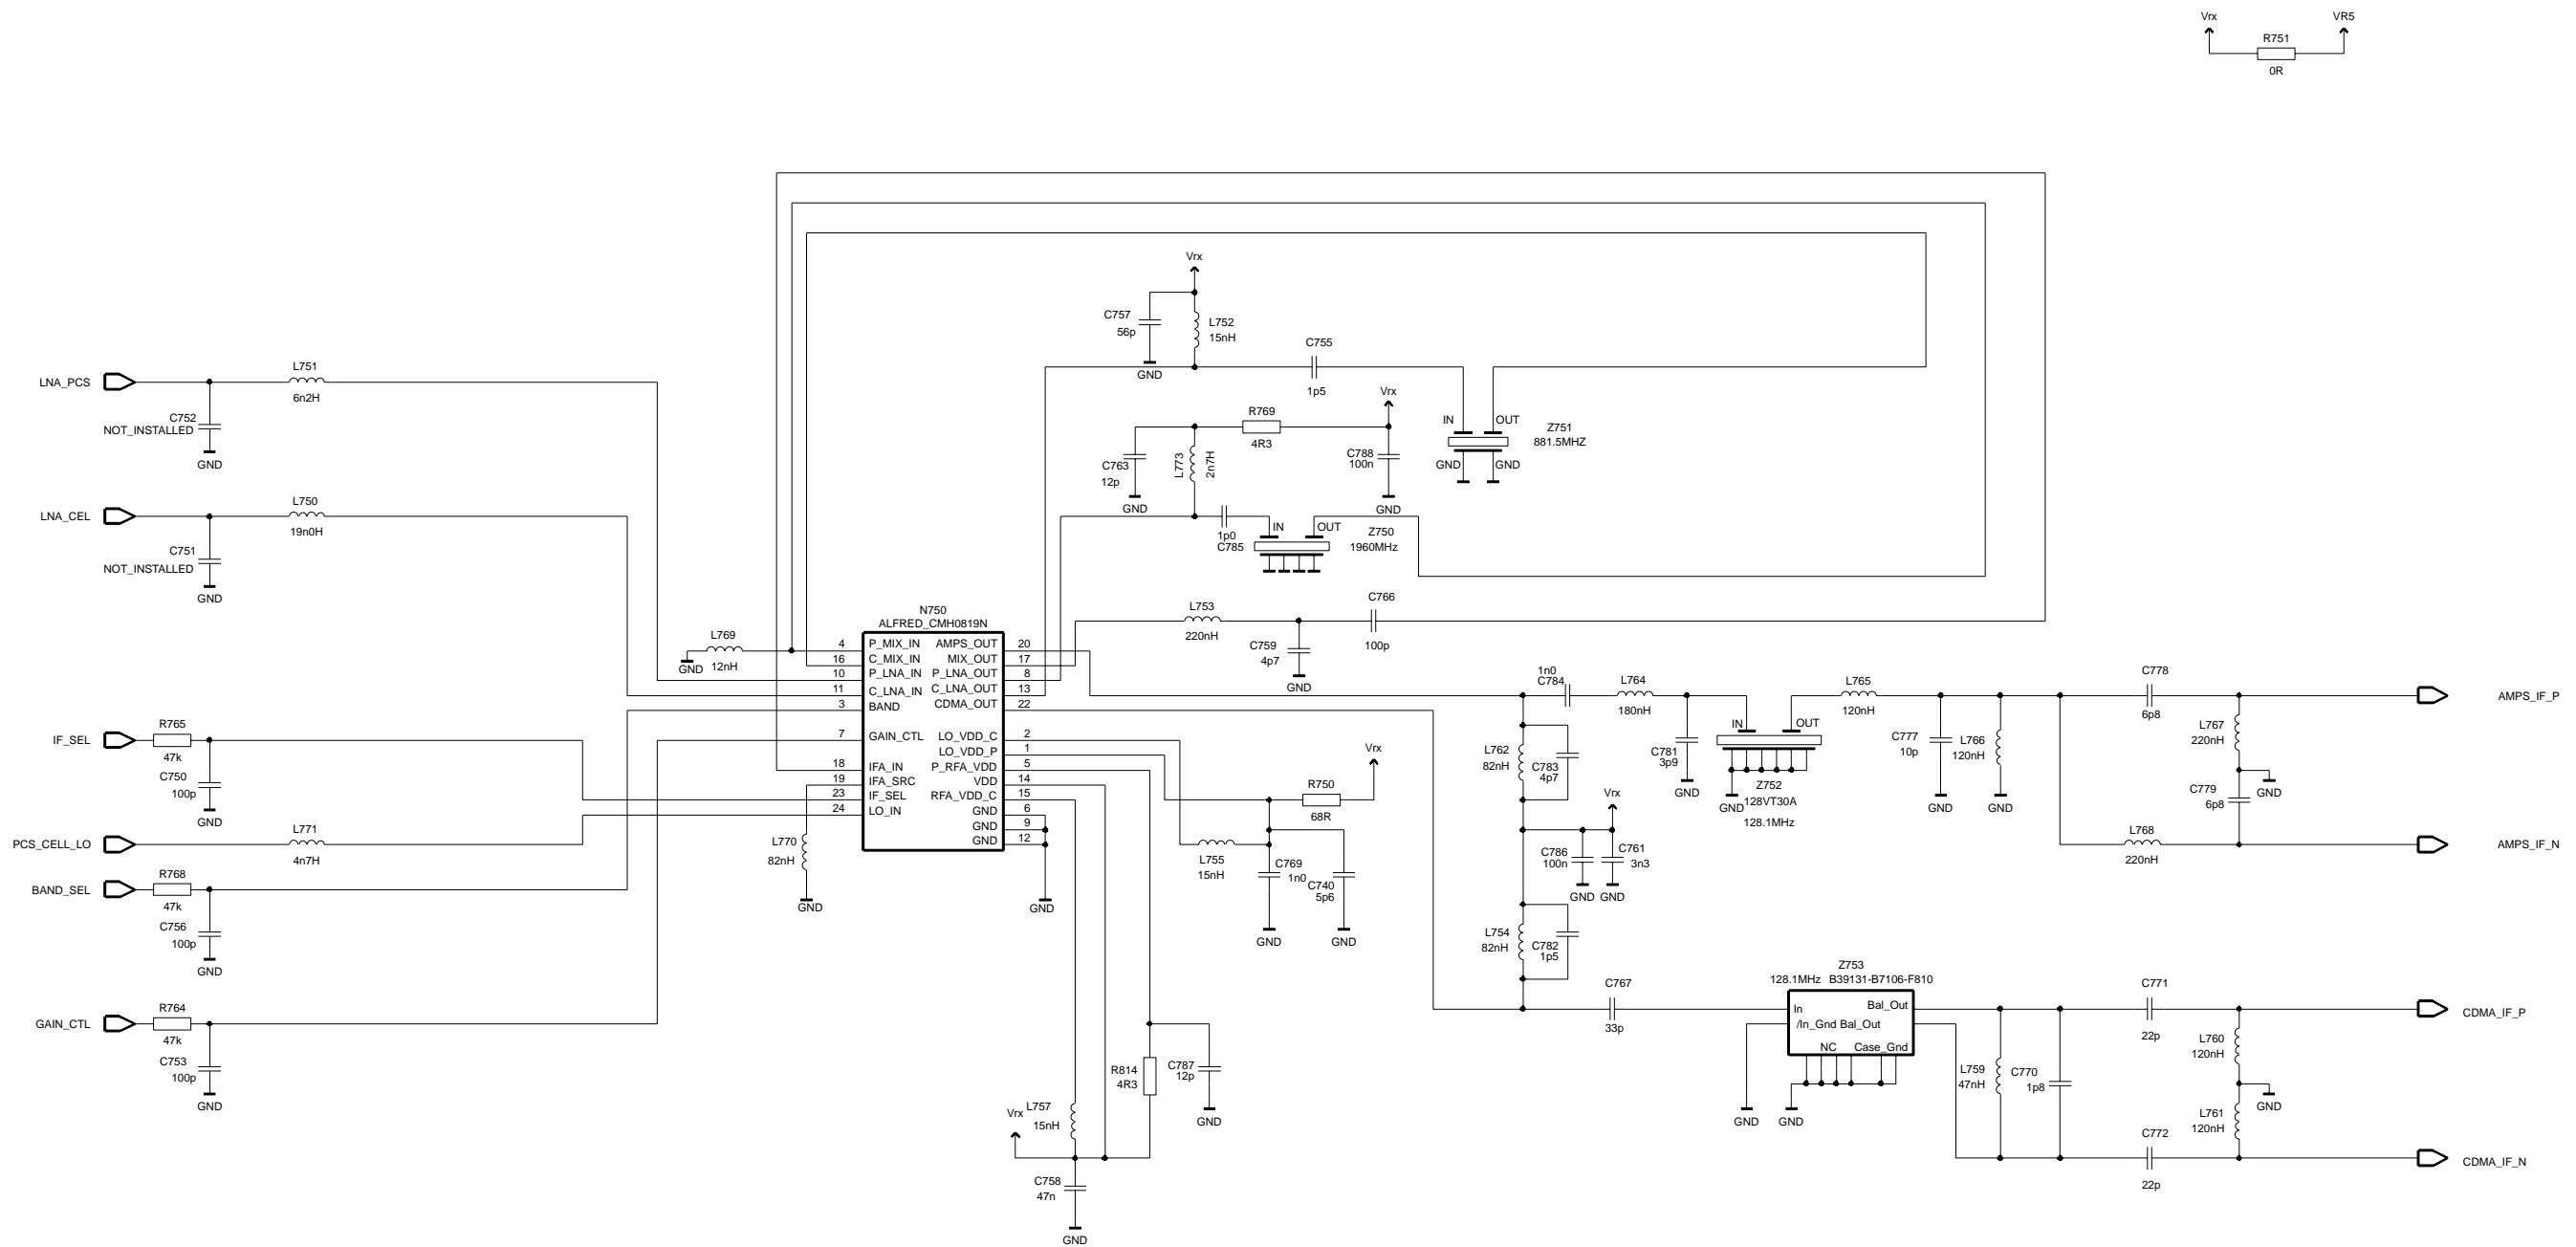 Vrx
VR5
R751
0R
Vrx
C757
56p
L752
15nH
GND
C755
1p5
Vrx
R769
4R3
C763
12p
GND
L773
2n7H
C788
100n
GND
IN
OUT
Z751
881.5MHZ
GND
GND
1p0
C785
IN
OUT
Z750
1960MHz
LNA_PCS
L751
6n2H
C752
NOT_INSTALLED
GND
LNA_CEL
L750
19n0H
C751
NOT_INSTALLED
GND
L753
220nH
C759
4p7
GND
C766
100p
L769
12nH
GND
N750
ALFRED_CMH0819N
4 P_MIX_IN AMPS_OUT 20
16 C_MIX_IN MIX_OUT 17
10 P_LNA_IN P_LNA_OUT 8
11 C_LNA_IN C_LNA_OUT 13
3 BAND CDMA_OUT 22
7 GAIN_CTL LO_VDD_C 2
LO_VDD_P 1
18 IFA_IN P_RFA_VDD 5
19 IFA_SRC VDD 14
23 IF_SEL RFA_VDD_C 15
24 LO_IN GND 6
GND 9
GND 12
IF_SEL
R765
47k
C750
100p
GND
PCS_CELL_LO
L771
4n7H
L770
82nH
GND
GND
BAND_SEL
R768
47k
C756
100p
GND
GAIN_CTL
R764
47k
C753
100p
GND
Vrx
R750
68R
L755
15nH
C769
1n0
C740
5p6
GND
GND
1n0
C784
L764
180nH
L762
82nH
C783
4p7
C781
3p9
GND
IN
OUT
GND
Z752
128VT30A
128.1MHz
L765
120nH
C777
10p
GND
L766
120nH
GND
C778
6p8
L767
220nH
GND
C779
6p8
L768
220nH
AMPS_IF_P
AMPS_IF_N
Vrx
C786
100n
C761
3n3
GND
GND
L754
82nH
C782
1p5
C767
33p
Z753
128.1MHz B39131-B7106-F810
In Bal_Out
/In_Gnd Bal_Out
NC Case_Gnd
GND
GND
L759
47nH
C770
1p8
C771
22p
L760
120nH
GND
L761
120nH
C772
22p
CDMA_IF_P
CDMA_IF_N
R814
4R3
C787
12p
GND
Vrx
L757
15nH
C758
47n
GND